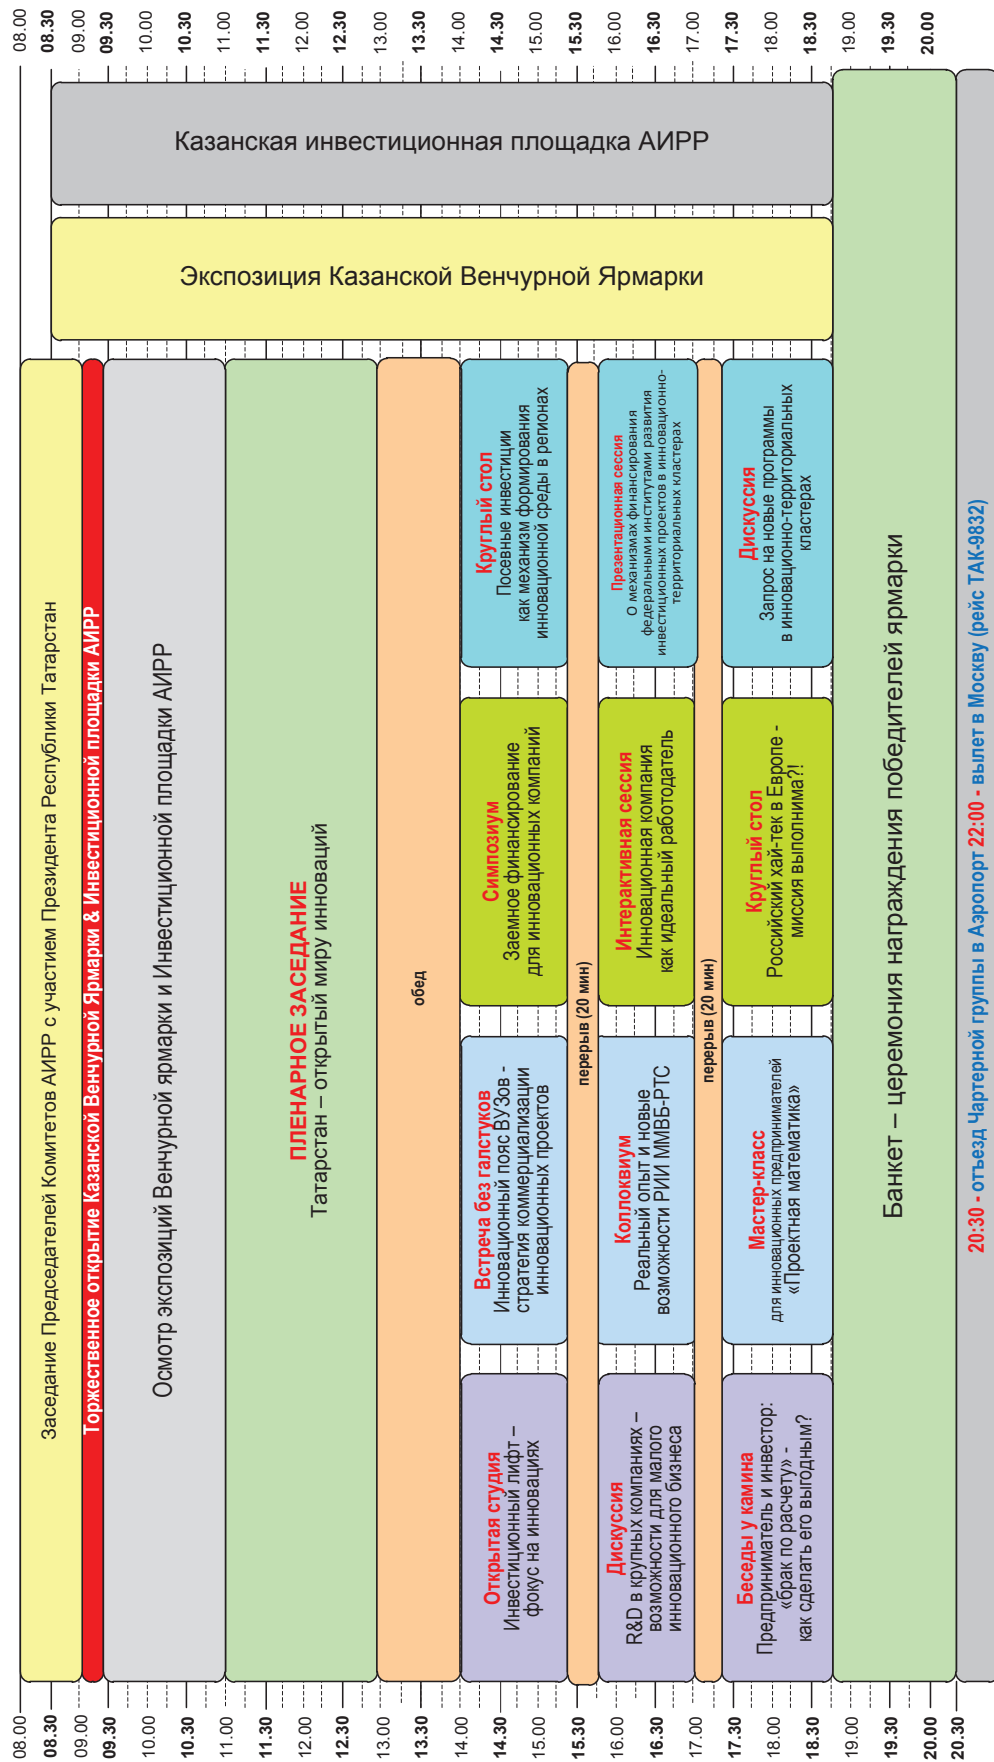 08.00
08.30
09.00
09.30
10.00
10.30
11.00
11.30
12.00
12.30
13.00
13.30
14.00
14.30
15.00
15.30
16.00
16.30
17.00
17.30
18.00
18.30
19.00
19.30
20.00
20.30
Заседание Председателей Комитетов АИРР с участием Президента Республики Татарстан
Торжественное открытие Казанской Венчурной Ярмарки & Инвестиционной площадки АИРР
Осмотр экспозиций Венчурной ярмарки и Инвестиционной площадки АИРР
ПЛЕНАРНОЕ ЗАСЕДАНИЕ
Татарстан – открытый миру инноваций
обед
Открытая студия
Инвестиционный лифт –
фокус на инновациях
Встреча без галстуков
Инновационный пояс ВУЗов -
стратегия коммерциализации
инновационных проектов
Симпозиум
Заемное финансирование
для инновационных компаний
Круглый стол
Посевные инвестиции
как механизм формирования
инновационной среды в регионах
перерыв (20 мин)
Дискуссия
R&D в крупных компаниях –
возможности для малого
инновационного бизнеса
Коллоквиум
Реальный опыт и новые
возможности РИИ ММВБ-РТС
Интерактивная сессия
Инновационная компания
как идеальный работодатель
Презентационная сессия
О механизмах финансирования
федеральными институтами развития
инвестиционных проектов в инновационно-
территориальных кластерах
перерыв (20 мин)
Беседы у камина
Предприниматель и инвестор:
«брак по расчету» -
как сделать его выгодным?
Мастер-класс
для инновационных предпринимателей
«Проектная математика»
Круглый стол
Российский хай-тек в Европе -
миссия выполнима?!
Дискуссия
Запрос на новые программы
в инновационно-территориальных
кластерах
Экспозиция Казанской Венчурной Ярмарки
Казанская инвестиционная площадка АИРР
Банкет – церемония награждения победителей ярмарки
20:30 - отъезд Чартерной группы в Аэропорт 22:00 - вылет в Москву (рейс ТАК-9832)
08.00
08.30
09.00
09.30
10.00
10.30
11.00
11.30
12.00
12.30
13.00
13.30
14.00
14.30
15.00
15.30
16.00
16.30
17.00
17.30
18.00
18.30
19.00
19.30
20.00